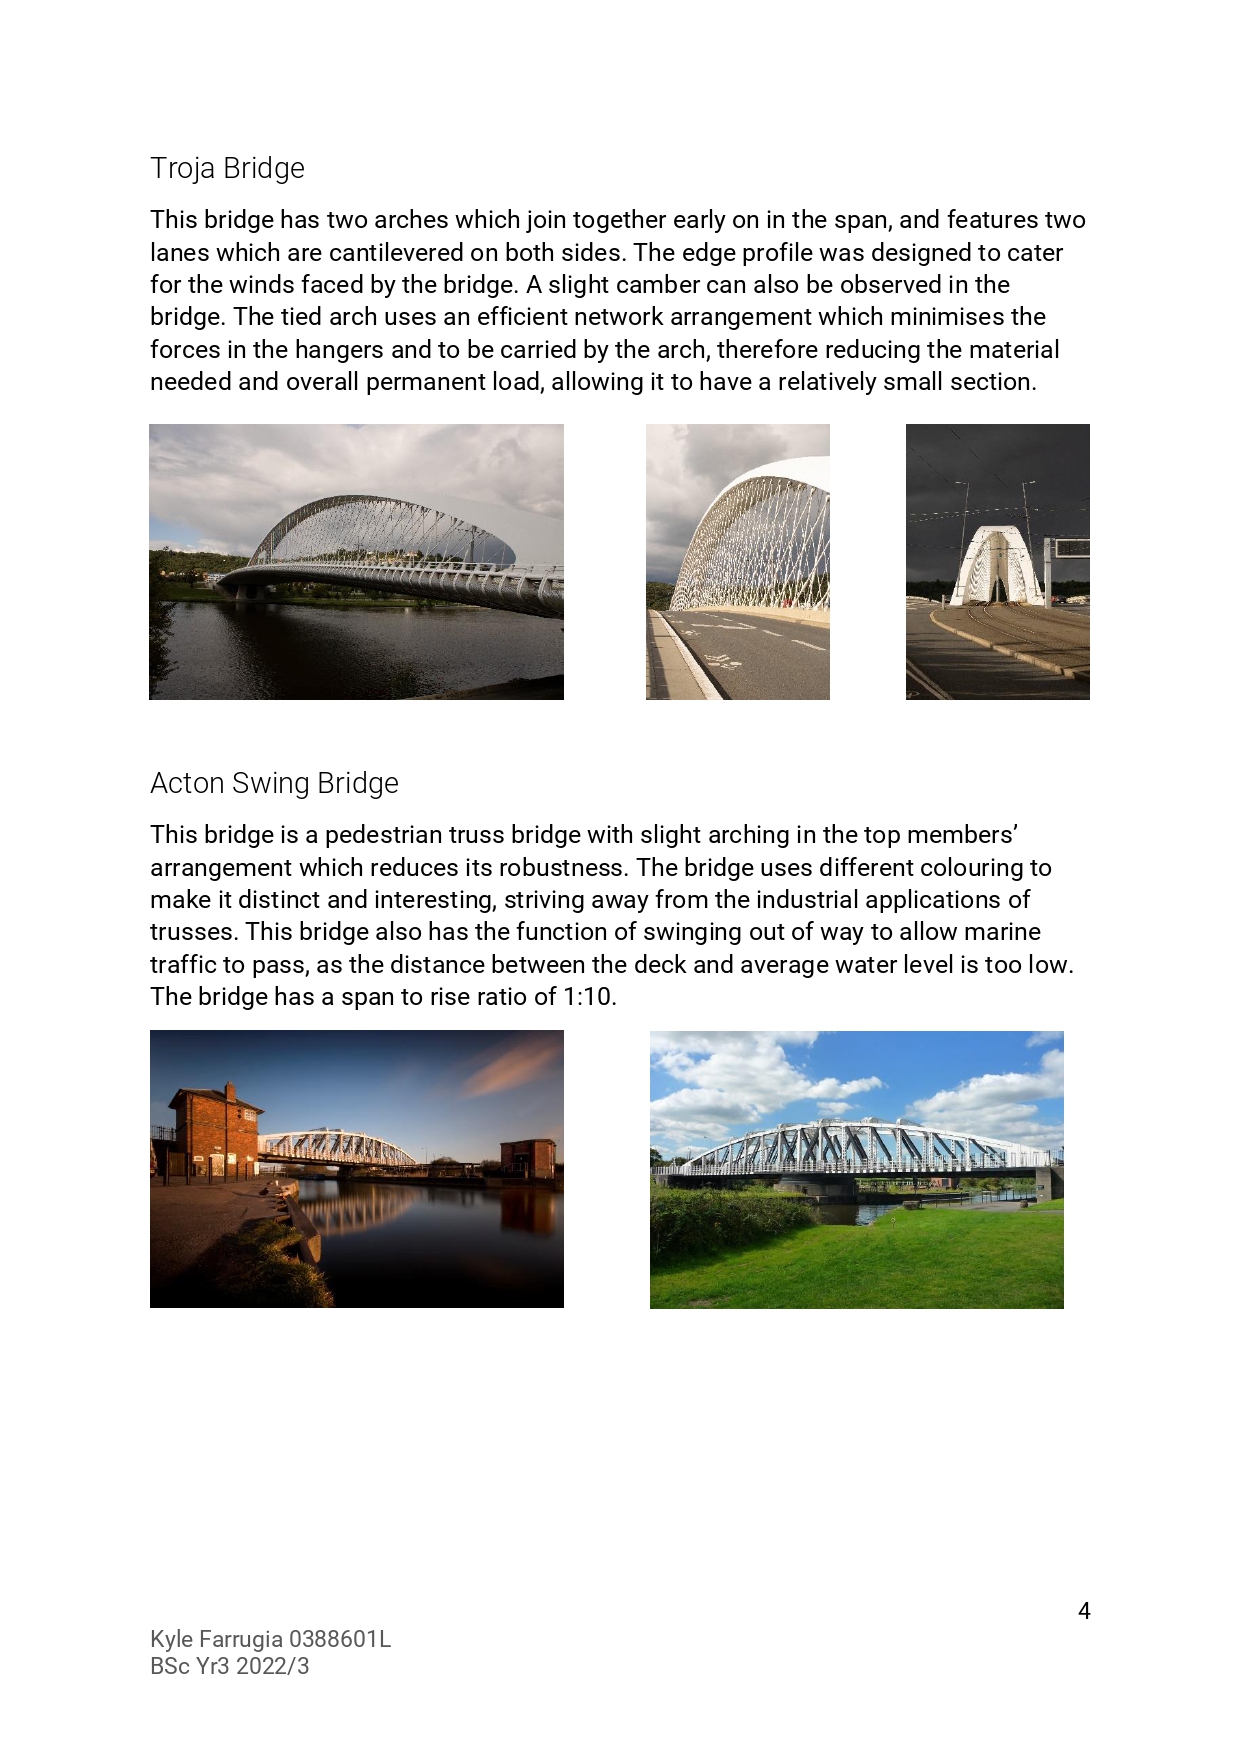 Troja Bridge
This bridge has two arches which join together early on in the span, and features two
lanes which are cantilevered on both sides. The edge profile was designed to cater
for the winds faced by the bridge. A slight camber can also be observed in the
bridge. The tied arch uses an efficient network arrangement which minimises the
forces in the hangers and to be carried by the arch, therefore reducing the material
needed and overall permanent load, allowing it to have a relatively small section.
Acton Swing Bridge
This bridge is a pedestrian truss bridge with slight arching in the top members’
arrangement which reduces its robustness. The bridge uses different colouring to
make it distinct and interesting, striving away from the industrial applications of
trusses. This bridge also has the function of swinging out of way to allow marine
traffic to pass, as the distance between the deck and average water level is too low.
The bridge has a span to rise ratio of 1:10.
4
Kyle Farrugia 0388601L
BSc Yr3 2022/3